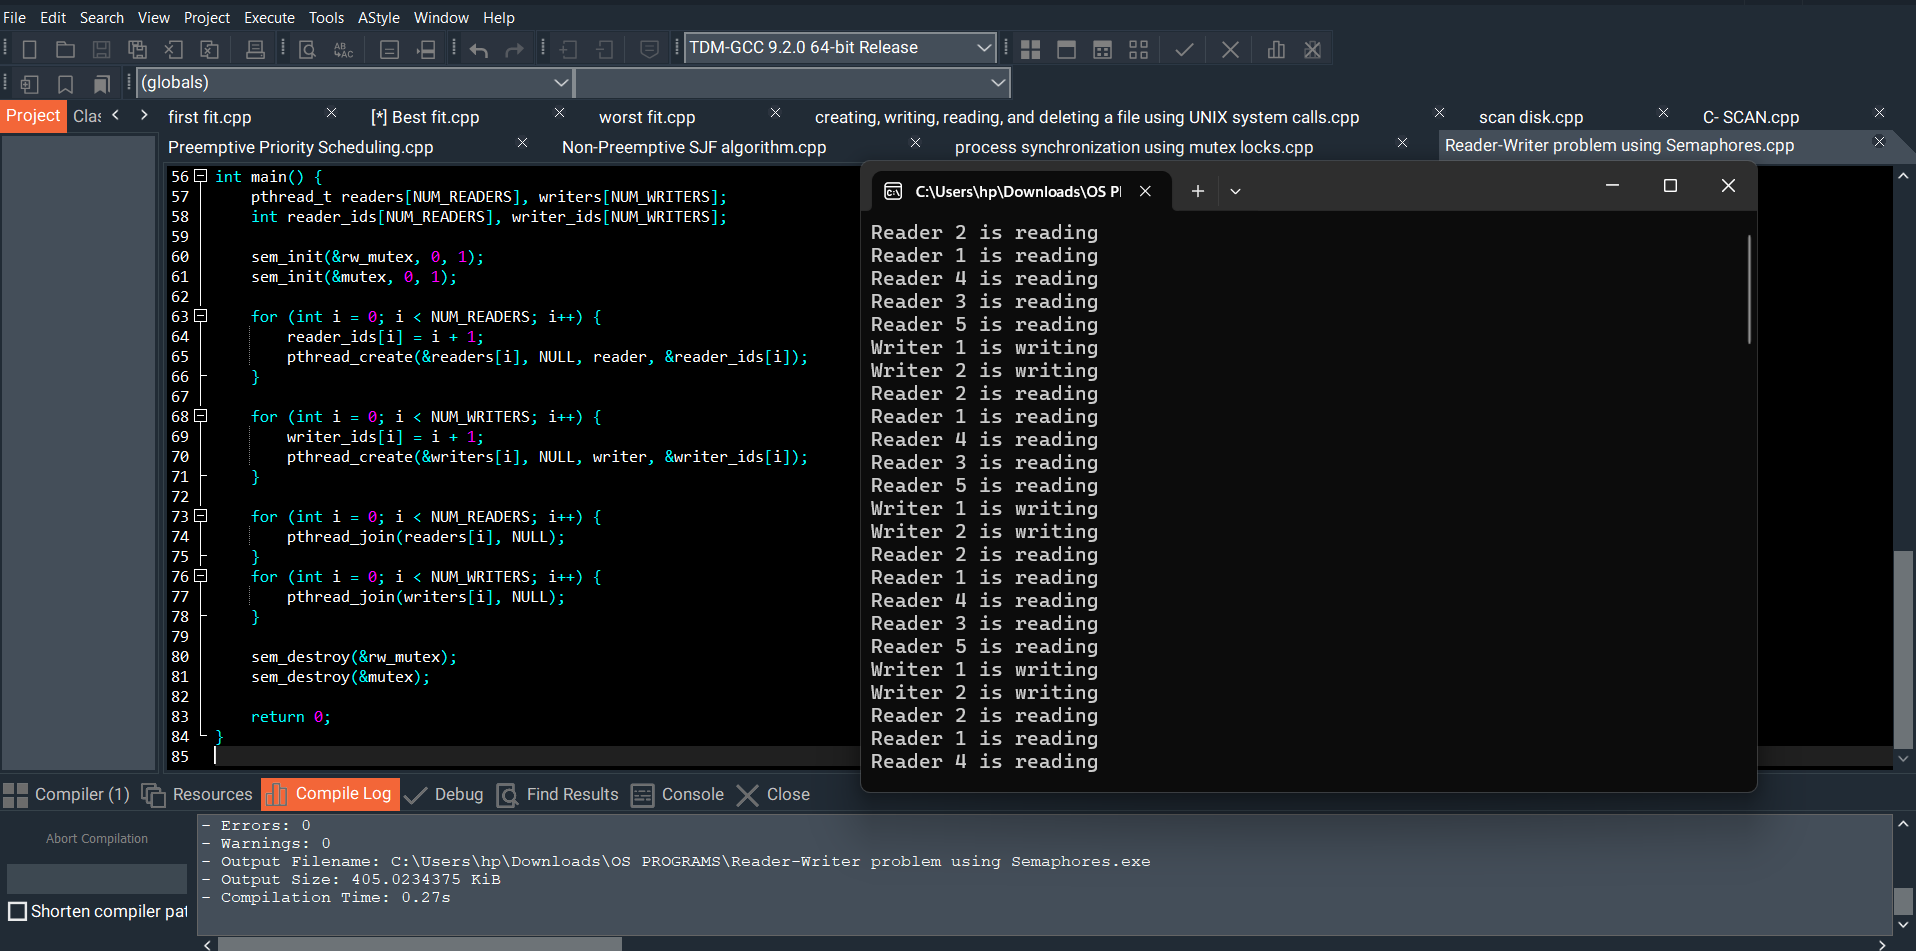 File Edit Search View Project Execute Tools AStyle Window Help
TDM-GCC 9.2.0 64-bit Release
(globals)
Project Clas
first fit.cpp [*] Best fit.cpp worst fit.cpp creating, writing, reading, and deleting a file using UNIX system calls.cpp scan disk.cpp C- SCAN.cpp
Preemptive Priority Scheduling.cpp Non-Preemptive SJF algorithm.cpp process synchronization using mutex locks.cpp Reader-Writer problem using Semaphores.cpp
56 int main() {
57 pthread_t readers[NUM_READERS], writers[NUM_WRITERS];
58 int reader_ids[NUM_READERS], writer_ids[NUM_WRITERS];
59
60 sem_init(&rw_mutex, 0, 1);
61 sem_init(&mutex, 0, 1);
62
63 for (int i = 0; i < NUM_READERS; i++) {
64 reader_ids[i] = i + 1;
65 pthread_create(&readers[i], NULL, reader, &reader_ids[i]);
66 }
67
68 for (int i = 0; i < NUM_WRITERS; i++) {
69 writer_ids[i] = i + 1;
70 pthread_create(&writers[i], NULL, writer, &writer_ids[i]);
71 }
72
73 for (int i = 0; i < NUM_READERS; i++) {
74 pthread_join(readers[i], NULL);
75 }
76 for (int i = 0; i < NUM_WRITERS; i++) {
77 pthread_join(writers[i], NULL);
78 }
79
80 sem_destroy(&rw_mutex);
81 sem_destroy(&mutex);
82
83 return 0;
84 }
85
C:\Users\hp\Downloads\OS P
Reader 2 is reading
Reader 1 is reading
Reader 4 is reading
Reader 3 is reading
Reader 5 is reading
Writer 1 is writing
Writer 2 is writing
Reader 2 is reading
Reader 1 is reading
Reader 4 is reading
Reader 3 is reading
Reader 5 is reading
Writer 1 is writing
Writer 2 is writing
Reader 2 is reading
Reader 1 is reading
Reader 4 is reading
Reader 3 is reading
Reader 5 is reading
Writer 1 is writing
Writer 2 is writing
Reader 2 is reading
Reader 1 is reading
Reader 4 is reading
Compiler (1) Resources Compile Log Debug Find Results Console Close
Abort Compilation
Shorten compiler pat
- Errors: 0
- Warnings: 0
- Output Filename: C:\Users\hp\Downloads\OS PROGRAMS\Reader-Writer problem using Semaphores.exe
- Output Size: 405.0234375 KiB
- Compilation Time: 0.27s